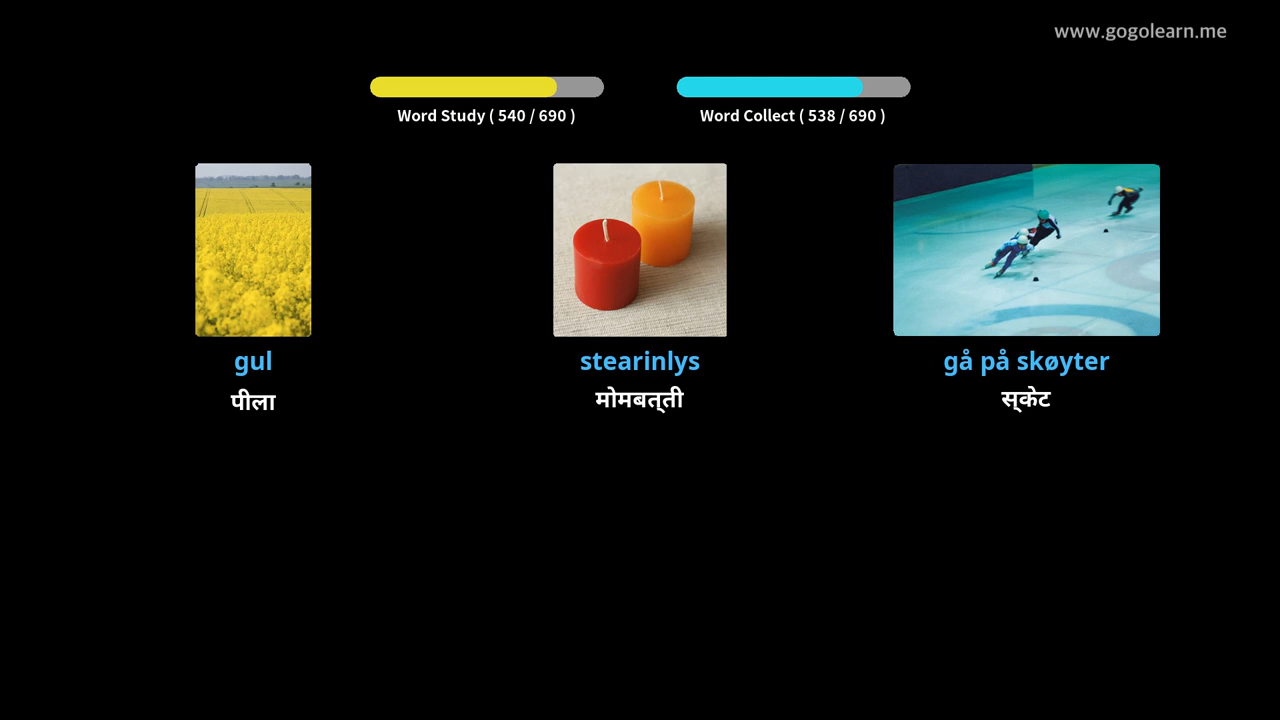 www.gogolearn.me
Word Study ( 540 / 690 )
Word Collect ( 538 / 690 )
gul
stearinlys
gå på skøyter
पीला
मोमबत्ती
स्केट